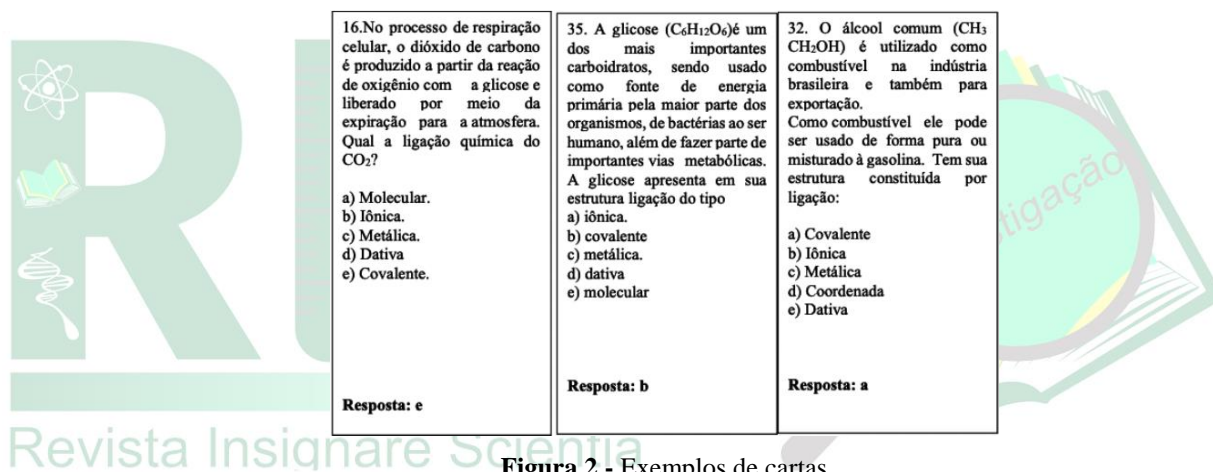 16.No processo de respiração
celular, o dióxido de carbono
é produzido a partir da reação
de oxigênio com a glicose e
liberado por meio da
expiração para a atmosfera.
Qual a ligação química do
CO₂?
a) Molecular.
b) Iônica.
c) Metálica.
d) Dativa
e) Covalente.
Resposta: e
35. A glicose (C₆H₁₂O₆)é um
dos mais importantes
carboidratos, sendo usado
como fonte de energia
primária pela maior parte dos
organismos, de bactérias ao ser
humano, além de fazer parte de
importantes vias metabólicas.
A glicose apresenta em sua
estrutura ligação do tipo
a) iônica.
b) covalente
c) metálica.
d) dativa
e) molecular
Resposta: b
32. O álcool comum (CH₃
CH₂OH) é utilizado como
combustível na indústria
brasileira e também para
exportação.
Como combustível ele pode
ser usado de forma pura ou
misturado à gasolina. Tem sua
estrutura constituída por
ligação:
a) Covalente
b) Iônica
c) Metálica
d) Coordenada
e) Dativa
Resposta: a
Revista Insignare Scientia
Figura 2 - Exemplos de cartas